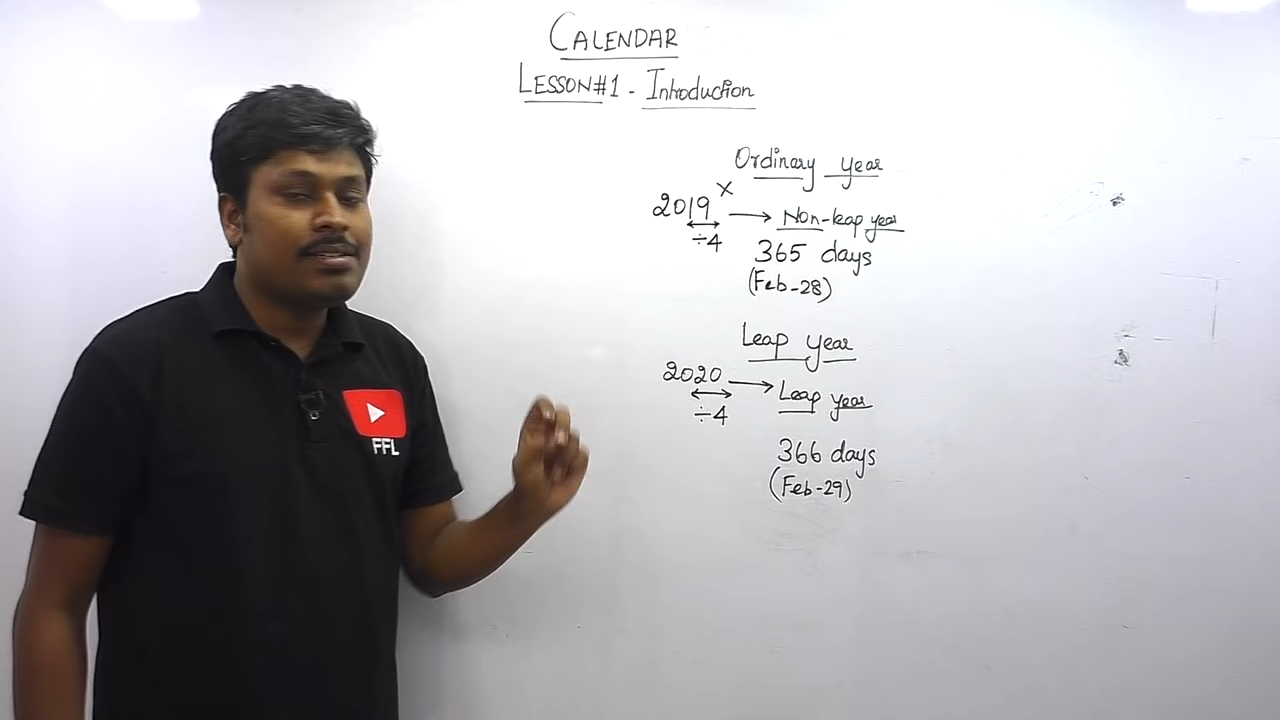 CALENDAR
LESSON#1 - Introduction
Ordinary year
2019 × → Non-leap year
÷4
365 days
(Feb-28)
Leap year
2020 → Leap year
÷4
366 days
(Feb-29)
FFL